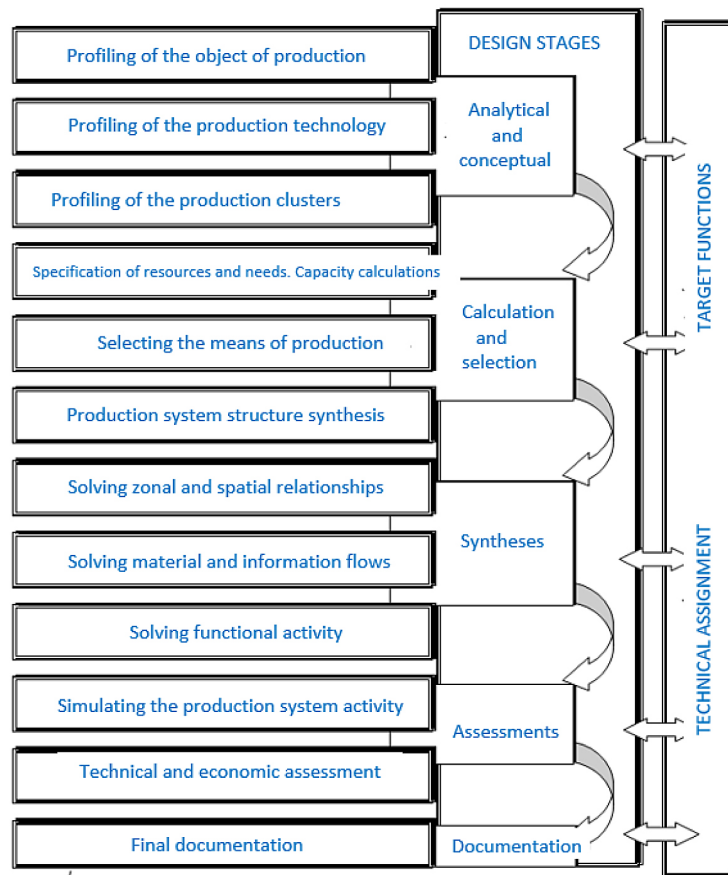 Profiling of the object of production
Profiling of the production technology
Profiling of the production clusters
Specification of resources and needs. Capacity calculations
Selecting the means of production
Production system structure synthesis
Solving zonal and spatial relationships
Solving material and information flows
Solving functional activity
Simulating the production system activity
Technical and economic assessment
Final documentation
DESIGN STAGES
Analytical
and
conceptual
Calculation
and
selection
Syntheses
Assessments
Documentation
TARGET FUNCTIONS
TECHNICAL ASSIGNMENT